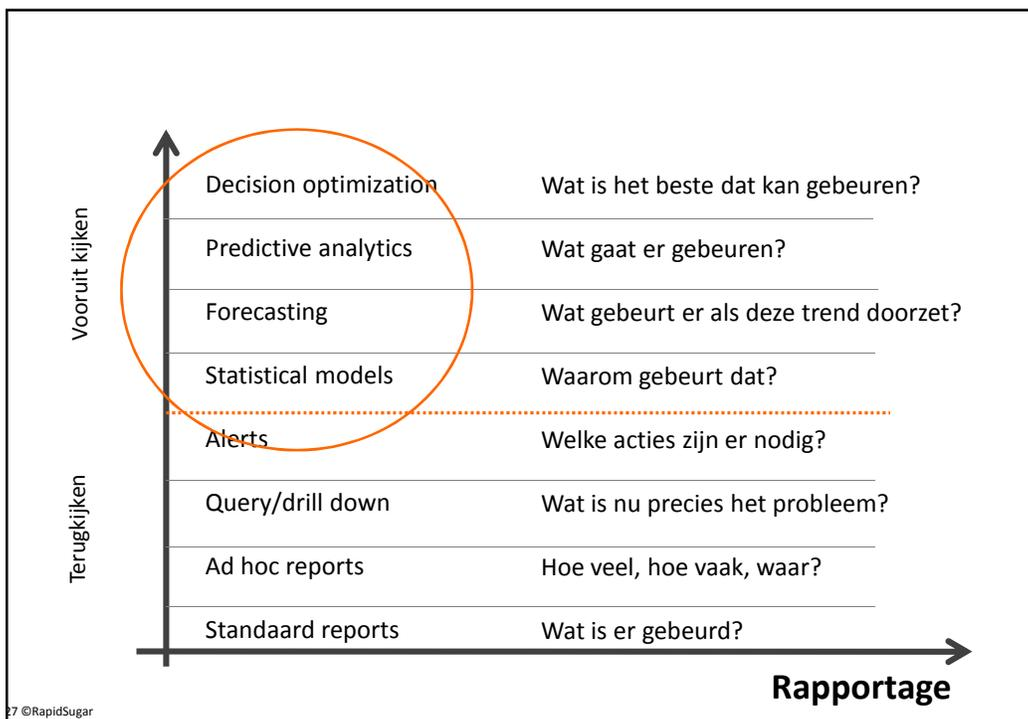 Decision optimization Wat is het beste dat kan gebeuren?
Predictive analytics Wat gaat er gebeuren?
Vooruit kijken
Forecasting Wat gebeurt er als deze trend doorzet?
Statistical models Waarom gebeurt dat?
Alerts Welke acties zijn er nodig?
Query/drill down Wat is nu precies het probleem?
Terugkijken
Ad hoc reports Hoe veel, hoe vaak, waar?
Standaard reports Wat is er gebeurd?
Rapportage
27 ©RapidSugar